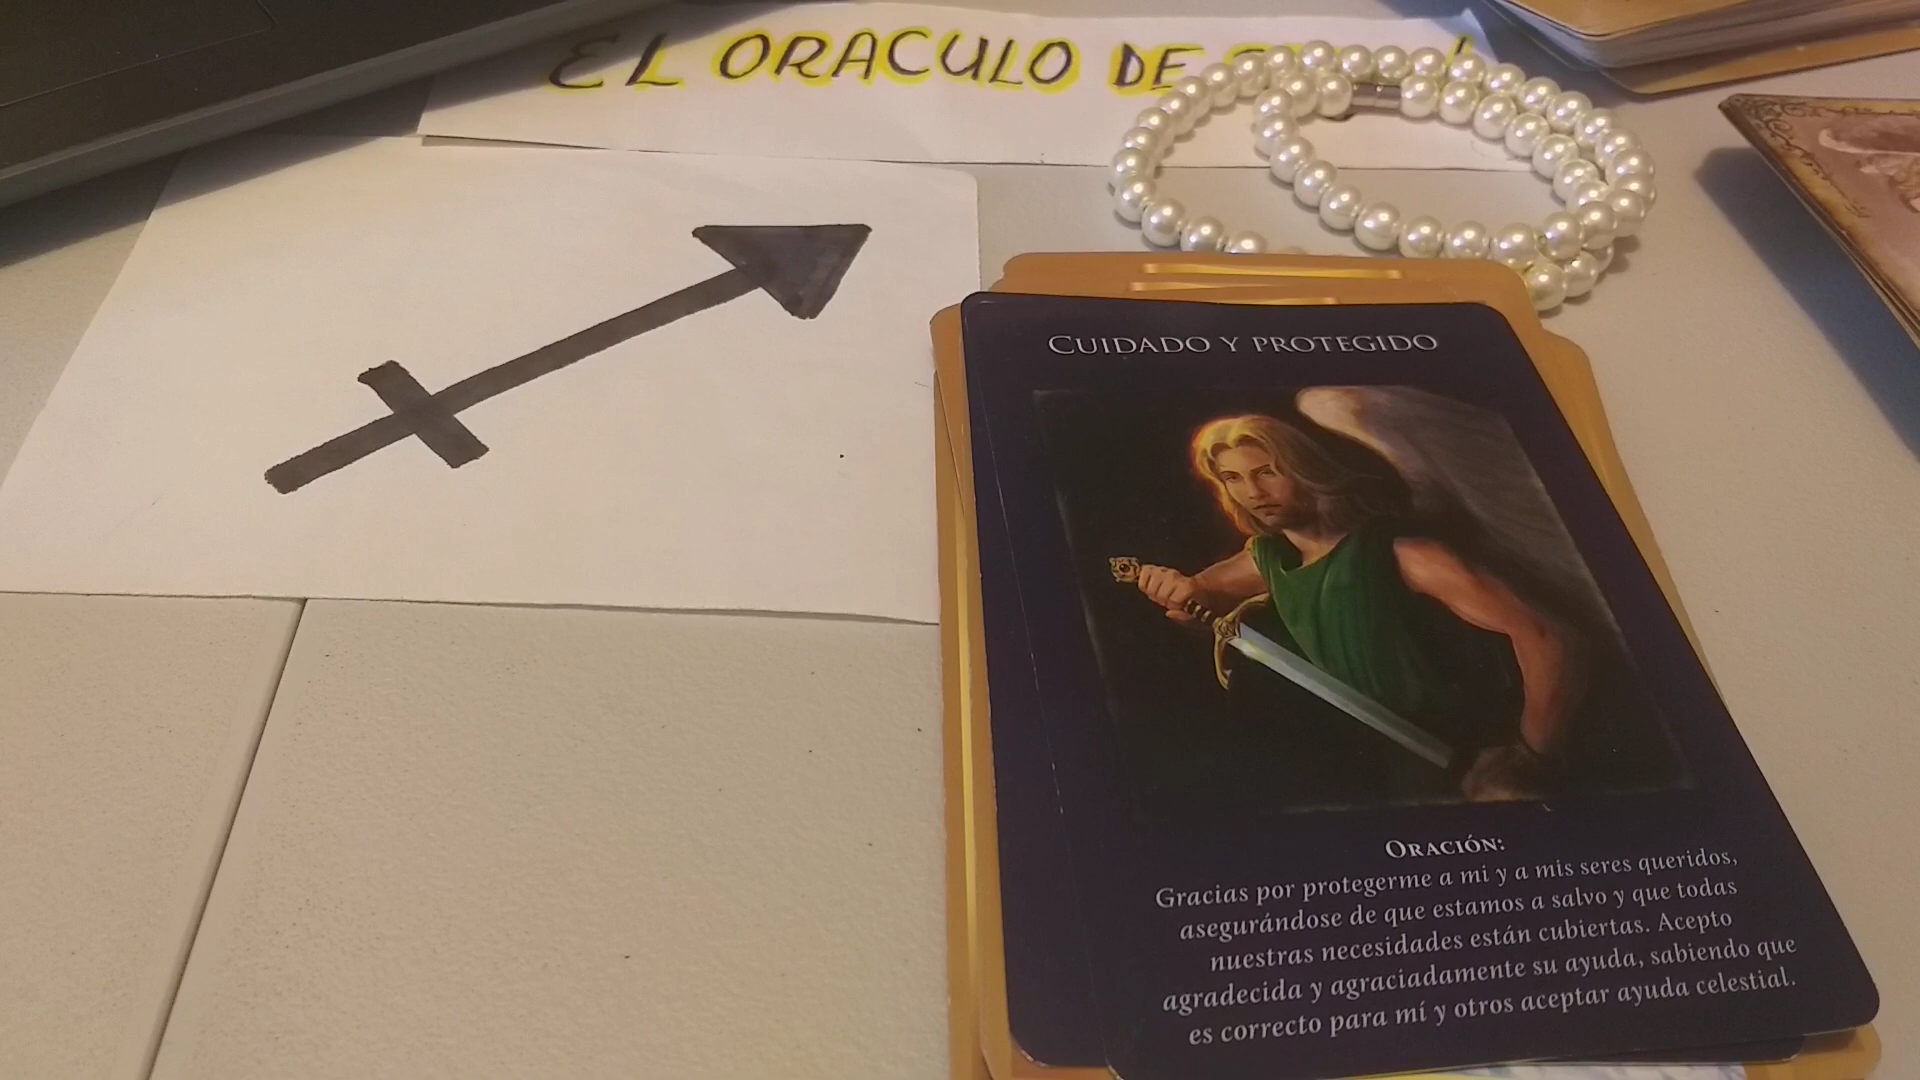 EL ORACULO DE
CUIDADO Y PROTEGIDO
ORACIÓN:
Gracias por protegerme a mi y a mis seres queridos,
asegurándose de que estamos a salvo y que todas
nuestras necesidades están cubiertas. Acepto
agradecida y agraciadamente su ayuda, sabiendo que
es correcto para mí y otros aceptar ayuda celestial.